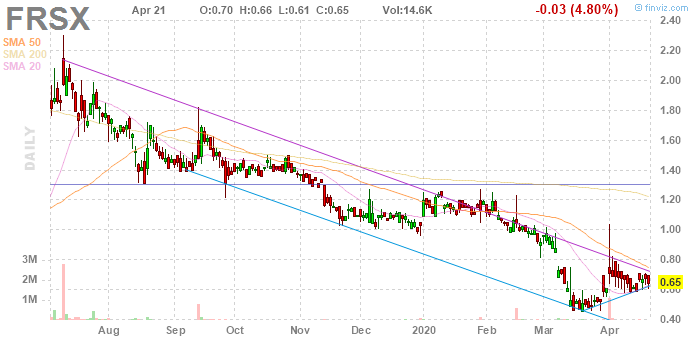 FRSX
Apr 21 O:0.70 H:0.66 L:0.61 C:0.65 Vol:14.6K -0.03 (4.80%)
© finviz.com
SMA 50
SMA 200
SMA 20
DAILY
2.40
2.20
2.00
1.80
1.60
1.40
1.20
1.00
0.80
0.65
0.60
0.40
3M
2M
1M
Aug Sep Oct Nov Dec 2020 Feb Mar Apr